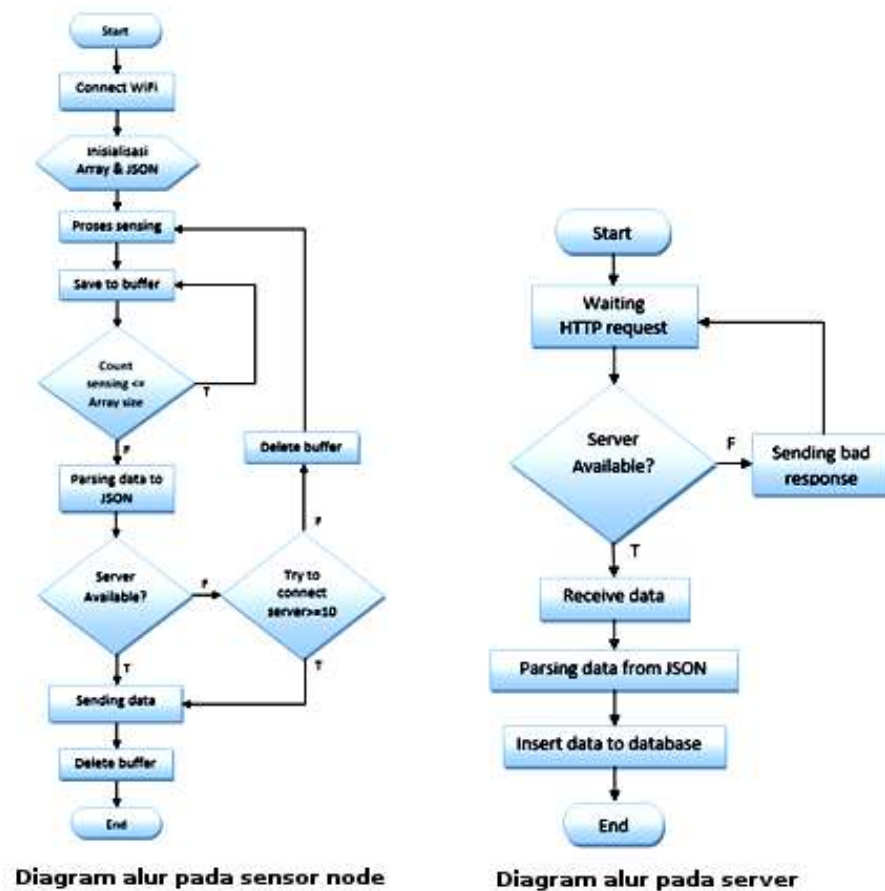 Start
Connect WiFi
Inisialisasi
Array & JSON
Proses sensing
Save to buffer
Count
sensing <=
Array size
T
F
Delete buffer
Parsing data to
JSON
F
Server
Available?
F
Try to
connect
server>=10
T
T
Sending data
Delete buffer
End
Diagram alur pada sensor node
Start
Waiting
HTTP request
Server
Available?
F
Sending bad
response
T
Receive data
Parsing data from JSON
Insert data to database
End
Diagram alur pada server